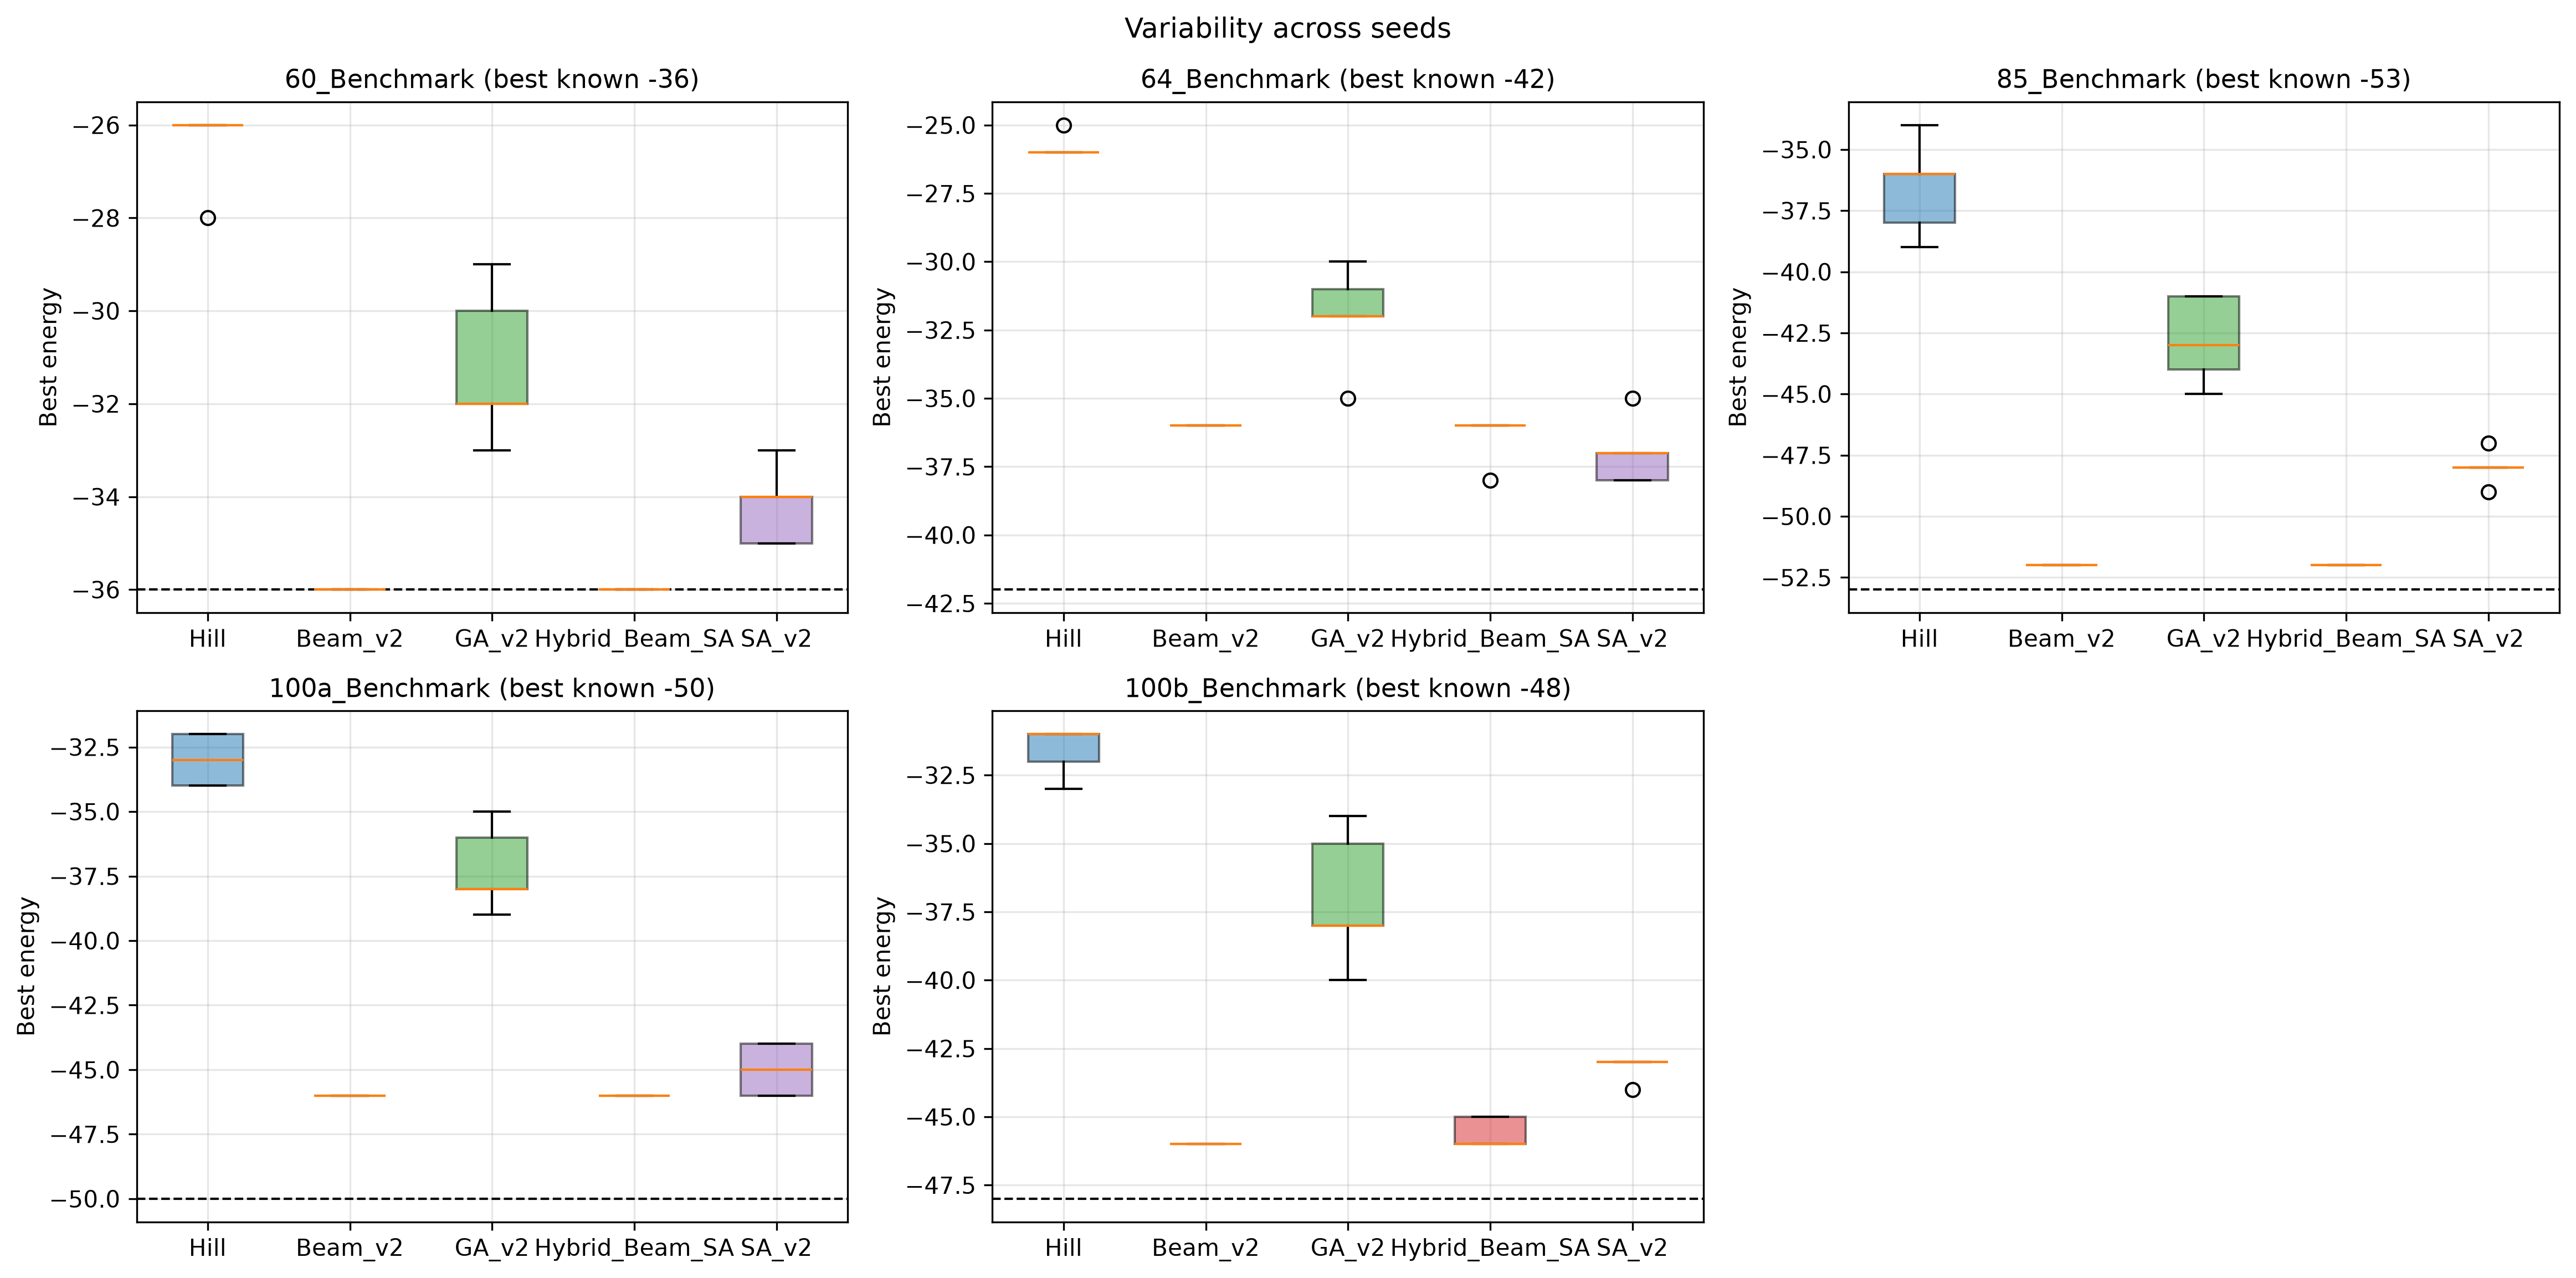 Variability across seeds
60_Benchmark (best known -36)
Best energy
−26
−28
−30
−32
−34
−36
Hill Beam_v2 GA_v2 Hybrid_Beam_SA SA_v2
64_Benchmark (best known -42)
Best energy
−25.0
−27.5
−30.0
−32.5
−35.0
−37.5
−40.0
−42.5
Hill Beam_v2 GA_v2 Hybrid_Beam_SA SA_v2
85_Benchmark (best known -53)
Best energy
−35.0
−37.5
−40.0
−42.5
−45.0
−47.5
−50.0
−52.5
Hill Beam_v2 GA_v2 Hybrid_Beam_SA SA_v2
100a_Benchmark (best known -50)
Best energy
−32.5
−35.0
−37.5
−40.0
−42.5
−45.0
−47.5
−50.0
Hill Beam_v2 GA_v2 Hybrid_Beam_SA SA_v2
100b_Benchmark (best known -48)
Best energy
−32.5
−35.0
−37.5
−40.0
−42.5
−45.0
−47.5
Hill Beam_v2 GA_v2 Hybrid_Beam_SA SA_v2